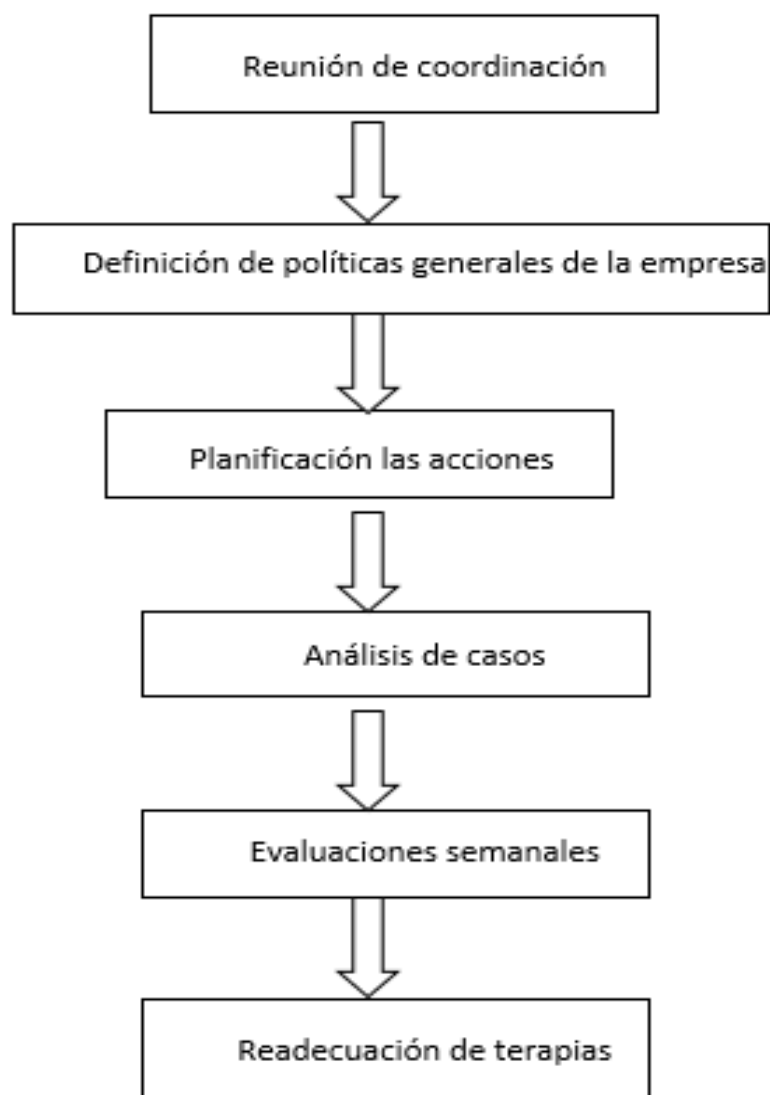 Reunión de coordinación
Definición de políticas generales de la empresa
Planificación las acciones
Análisis de casos
Evaluaciones semanales
Readecuación de terapias